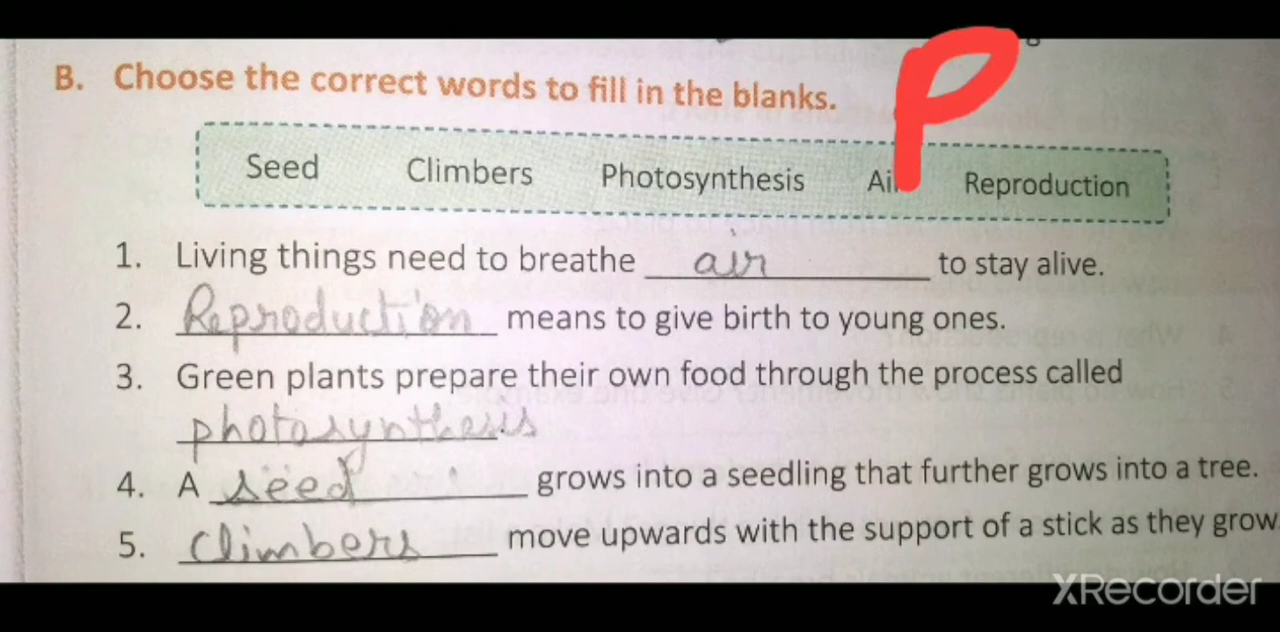 P
B. Choose the correct words to fill in the blanks.
Seed Climbers Photosynthesis Air Reproduction
1. Living things need to breathe air to stay alive.
2. Reproduction means to give birth to young ones.
3. Green plants prepare their own food through the process called
photosynthesis.
4. A seed grows into a seedling that further grows into a tree.
5. Climbers move upwards with the support of a stick as they grow.
XRecorder